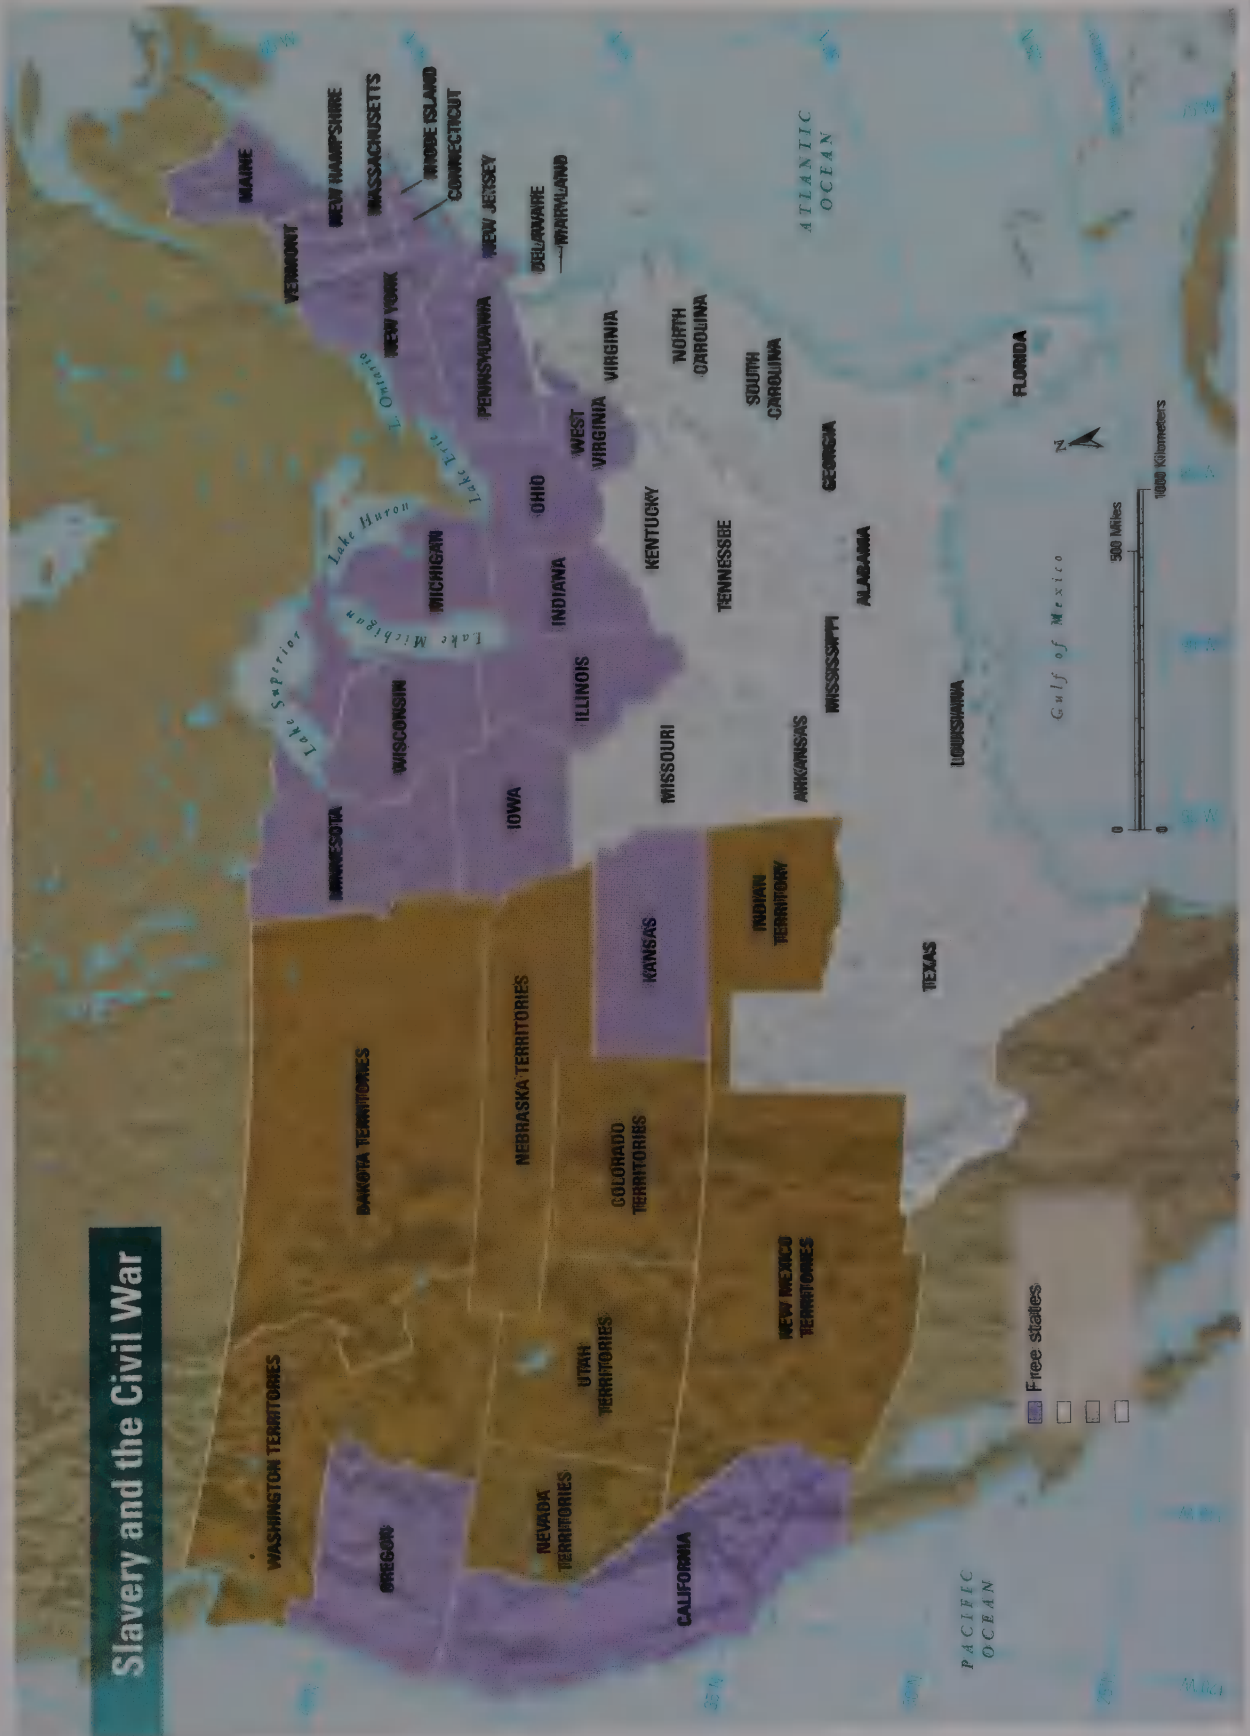 Slavery and the Civil War
WASHINGTON TERRITORIES
OREGON
NEVADA
TERRITORIES
CALIFORNIA
UTAH
TERRITORIES
NEW MEXICO
TERRITORIES
DAKOTA TERRITORIES
NEBRASKA TERRITORIES
COLORADO
TERRITORIES
KANSAS
INDIAN
TERRITORY
TEXAS
MINNESOTA
IOWA
WISCONSIN
MISSOURI
ARKANSAS
LOUISIANA
ILLINOIS
MISSISSIPPI
MICHIGAN
INDIANA
TENNESSEE
ALABAMA
KENTUCKY
OHIO
GEORGIA
WEST
VIRGINIA
VIRGINIA
NORTH
CAROLINA
SOUTH
CAROLINA
FLORIDA
PENNSYLVANIA
NEW YORK
VERMONT
MAINE
NEW HAMPSHIRE
MASSACHUSETTS
RHODE ISLAND
CONNECTICUT
NEW JERSEY
DELAWARE
MARYLAND
Lake Superior
Lake Michigan
Lake Huron
Lake Erie
L. Ontario
ATLANTIC
OCEAN
Gulf of Mexico
PACIFIC
OCEAN
N
0
500 Miles
0
1000 Kilometers
Free states